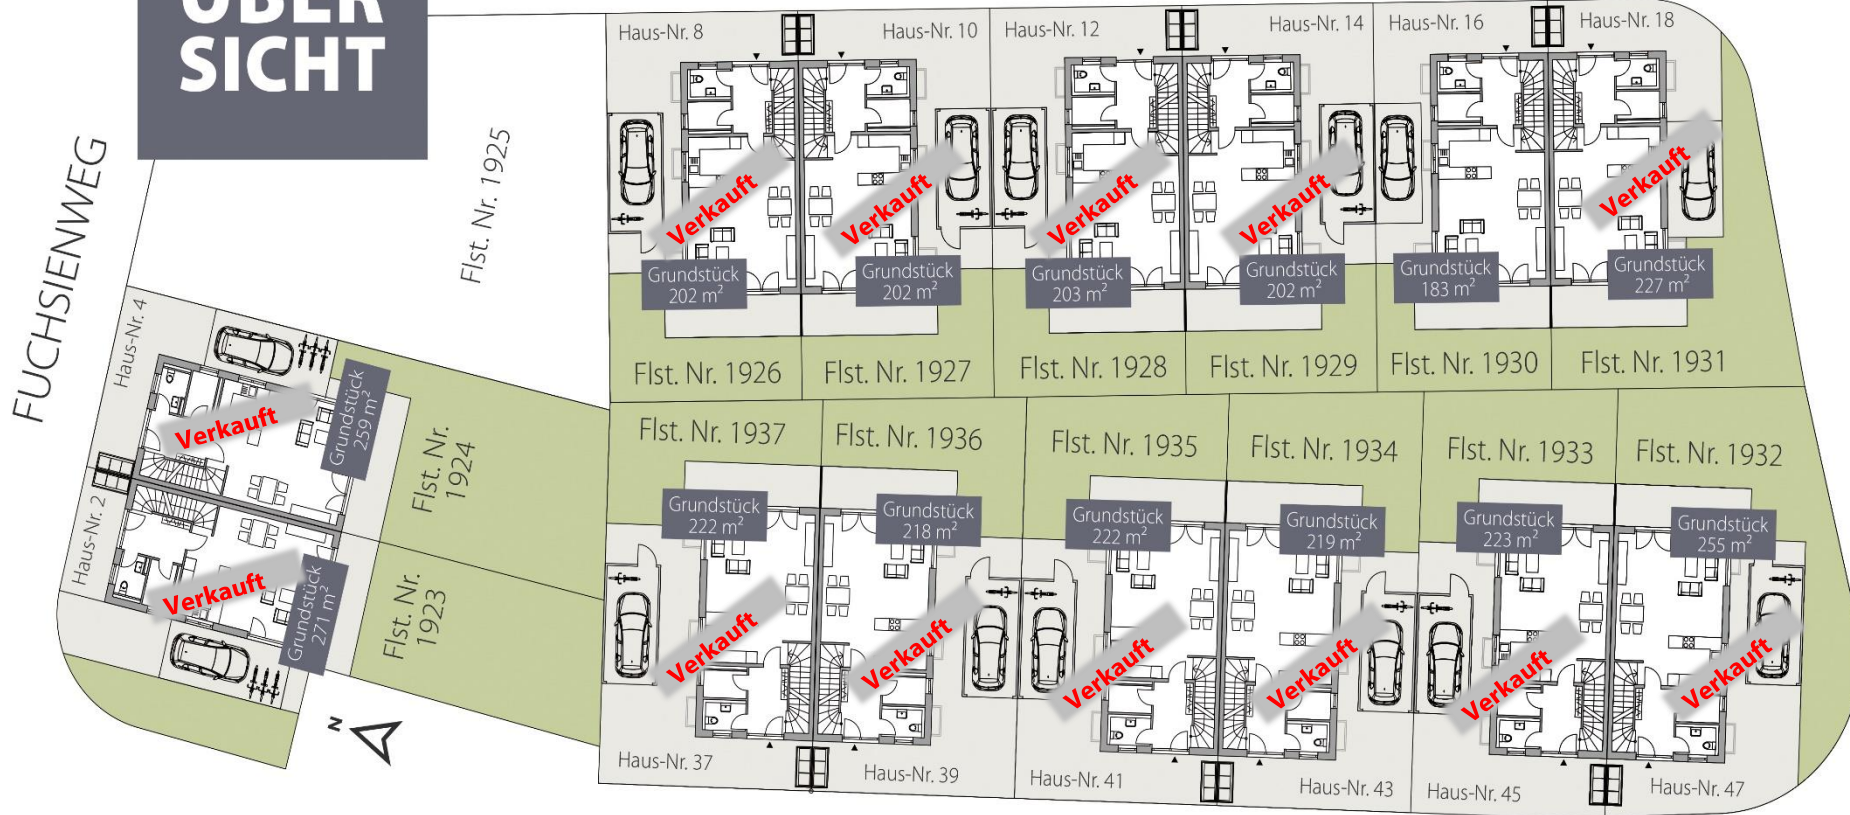 ÜBER
SICHT
FUCHSIENWEG
Flst. Nr. 1925
Haus-Nr. 8
Haus-Nr. 10
Haus-Nr. 12
Haus-Nr. 14
Haus-Nr. 16
Haus-Nr. 18
Verkauft
Verkauft
Verkauft
Verkauft
Verkauft
Grundstück
202 m²
Grundstück
202 m²
Grundstück
203 m²
Grundstück
202 m²
Grundstück
183 m²
Grundstück
227 m²
Flst. Nr. 1926
Flst. Nr. 1927
Flst. Nr. 1928
Flst. Nr. 1929
Flst. Nr. 1930
Flst. Nr. 1931
Haus-Nr. 4
Verkauft
Grundstück
259 m²
Flst. Nr.
1924
Haus-Nr. 2
Verkauft
Grundstück
271 m²
Flst. Nr.
1923
N
Flst. Nr. 1937
Flst. Nr. 1936
Flst. Nr. 1935
Flst. Nr. 1934
Flst. Nr. 1933
Flst. Nr. 1932
Grundstück
222 m²
Grundstück
218 m²
Grundstück
222 m²
Grundstück
219 m²
Grundstück
223 m²
Grundstück
255 m²
Verkauft
Verkauft
Verkauft
Verkauft
Verkauft
Verkauft
Haus-Nr. 37
Haus-Nr. 39
Haus-Nr. 41
Haus-Nr. 43
Haus-Nr. 45
Haus-Nr. 47